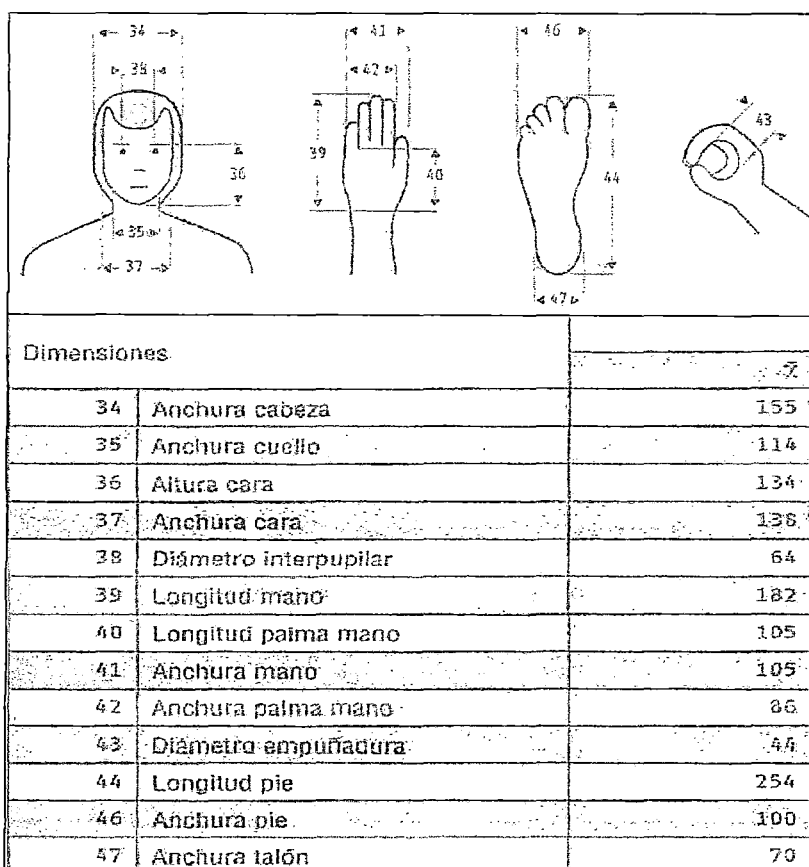 34
41
46
38
42
43
39
36
40
44
35
37
47
Dimensiones
x̄
34 Anchura cabeza 155
35 Anchura cuello 114
36 Altura cara 134
37 Anchura cara 138
38 Diámetro interpupilar 64
39 Longitud mano 182
40 Longitud palma mano 105
41 Anchura mano 105
42 Anchura palma mano 86
43 Diámetro empuñadura 44
44 Longitud pie 254
46 Anchura pie 100
47 Anchura talón 70